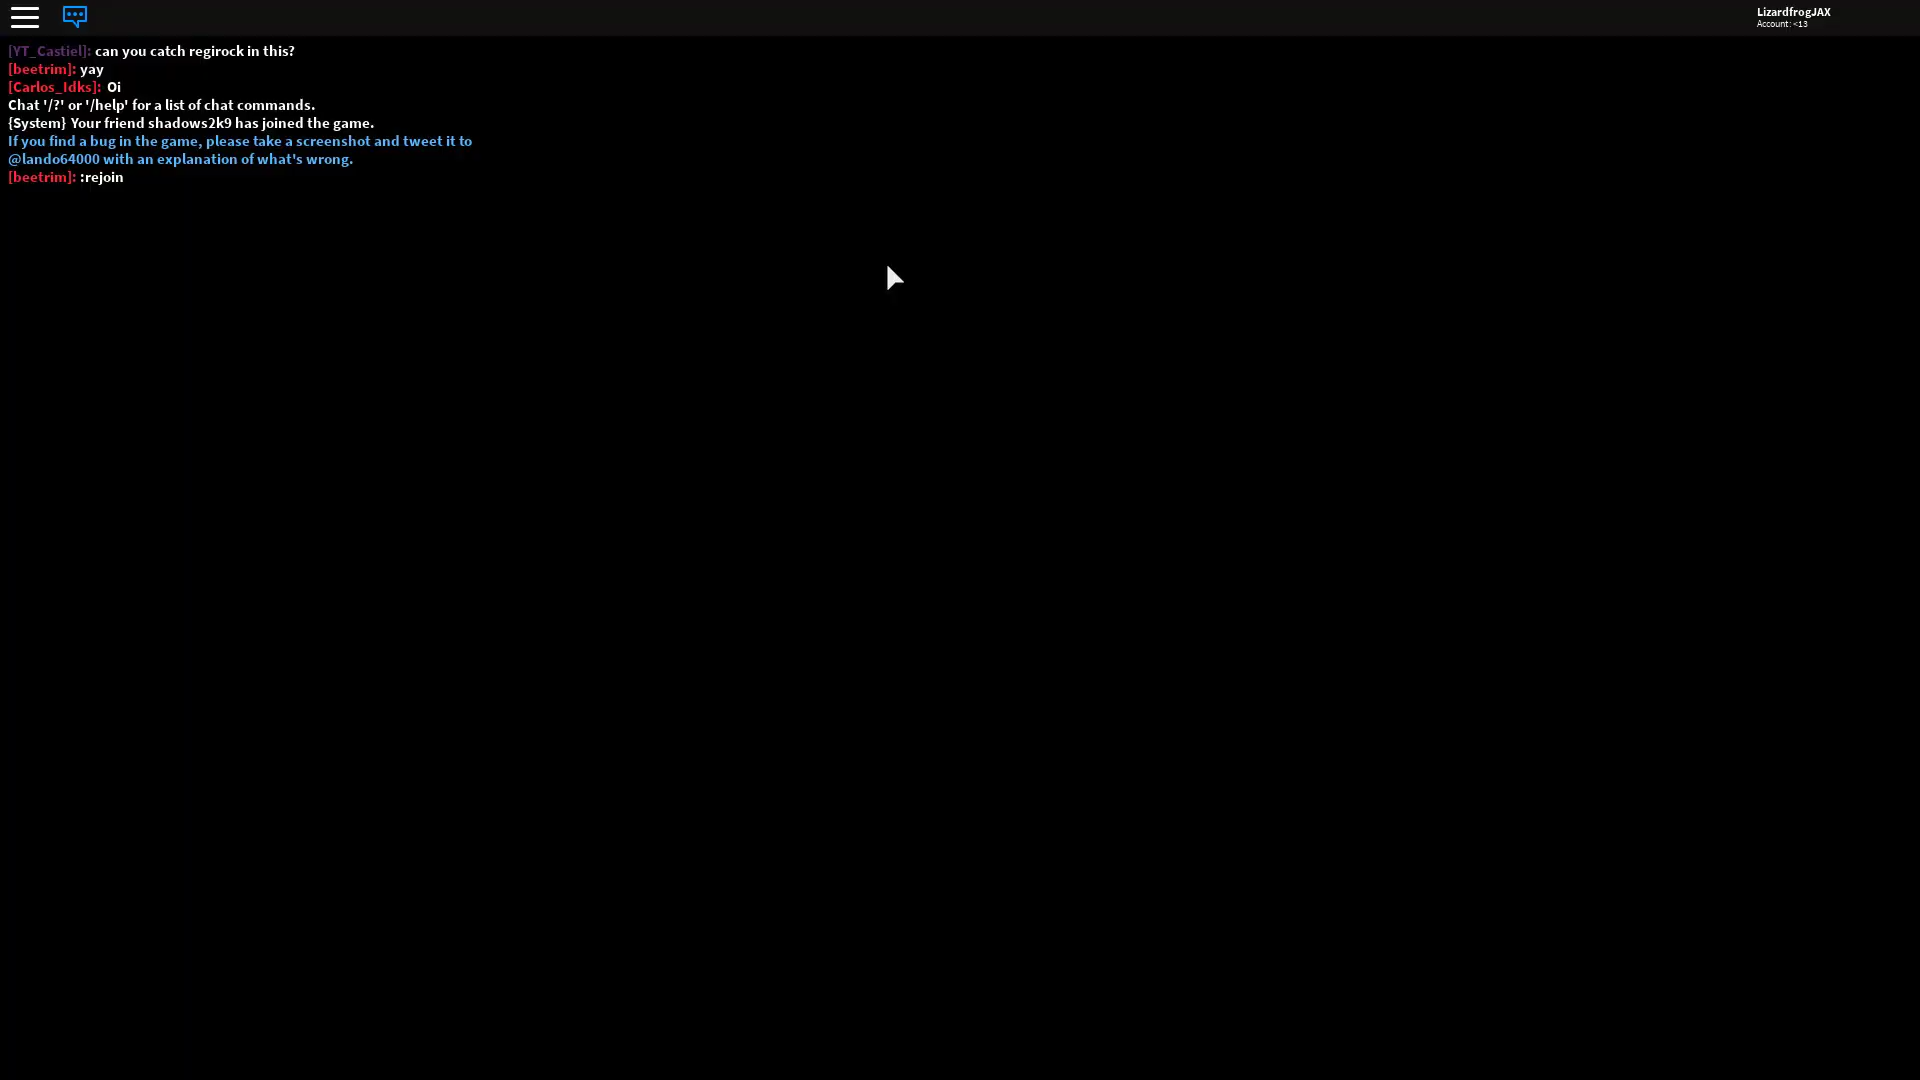 LizardfrogJAX
Account: <13
[YT_Castiel]: can you catch regirock in this?
[beetrim]: yay
[Carlos_Idks]: Oi
Chat '/?' or '/help' for a list of chat commands.
{System} Your friend shadows2k9 has joined the game.
If you find a bug in the game, please take a screenshot and tweet it to
@lando64000 with an explanation of what's wrong.
[beetrim]: :rejoin